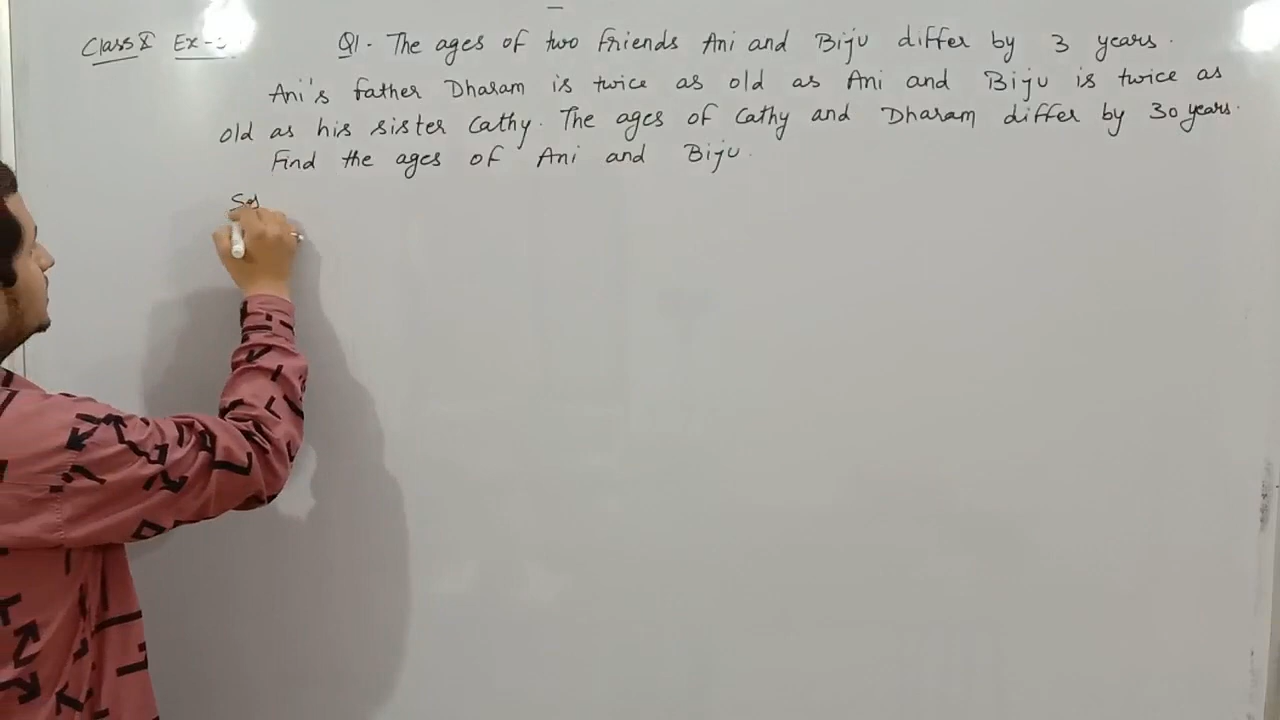 Class X Ex-3 Q1. The ages of two friends Ani and Biju differ by 3 years.
Ani's father Dharam is twice as old as Ani and Biju is twice as
old as his sister Cathy. The ages of Cathy and Dharam differ by 30 years.
Find the ages of Ani and Biju.
Sol